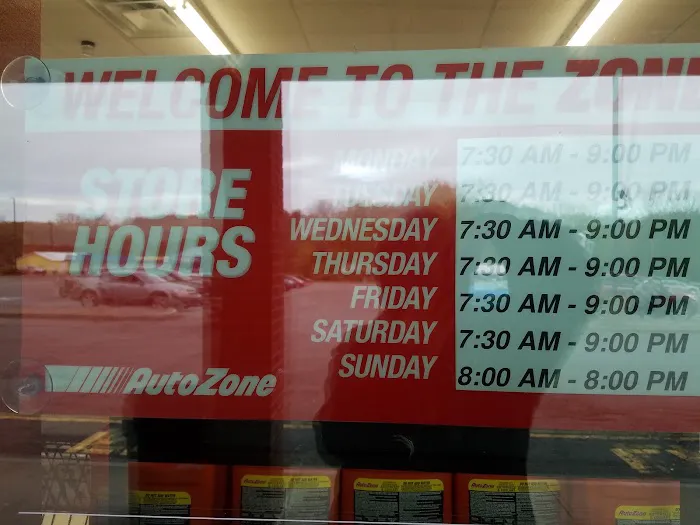 WELCOME TO THE ZONE
STORE HOURS
MONDAY 7:30 AM - 9:00 PM
TUESDAY 7:30 AM - 9:00 PM
WEDNESDAY 7:30 AM - 9:00 PM
THURSDAY 7:30 AM - 9:00 PM
FRIDAY 7:30 AM - 9:00 PM
SATURDAY 7:30 AM - 9:00 PM
SUNDAY 8:00 AM - 8:00 PM
AutoZone